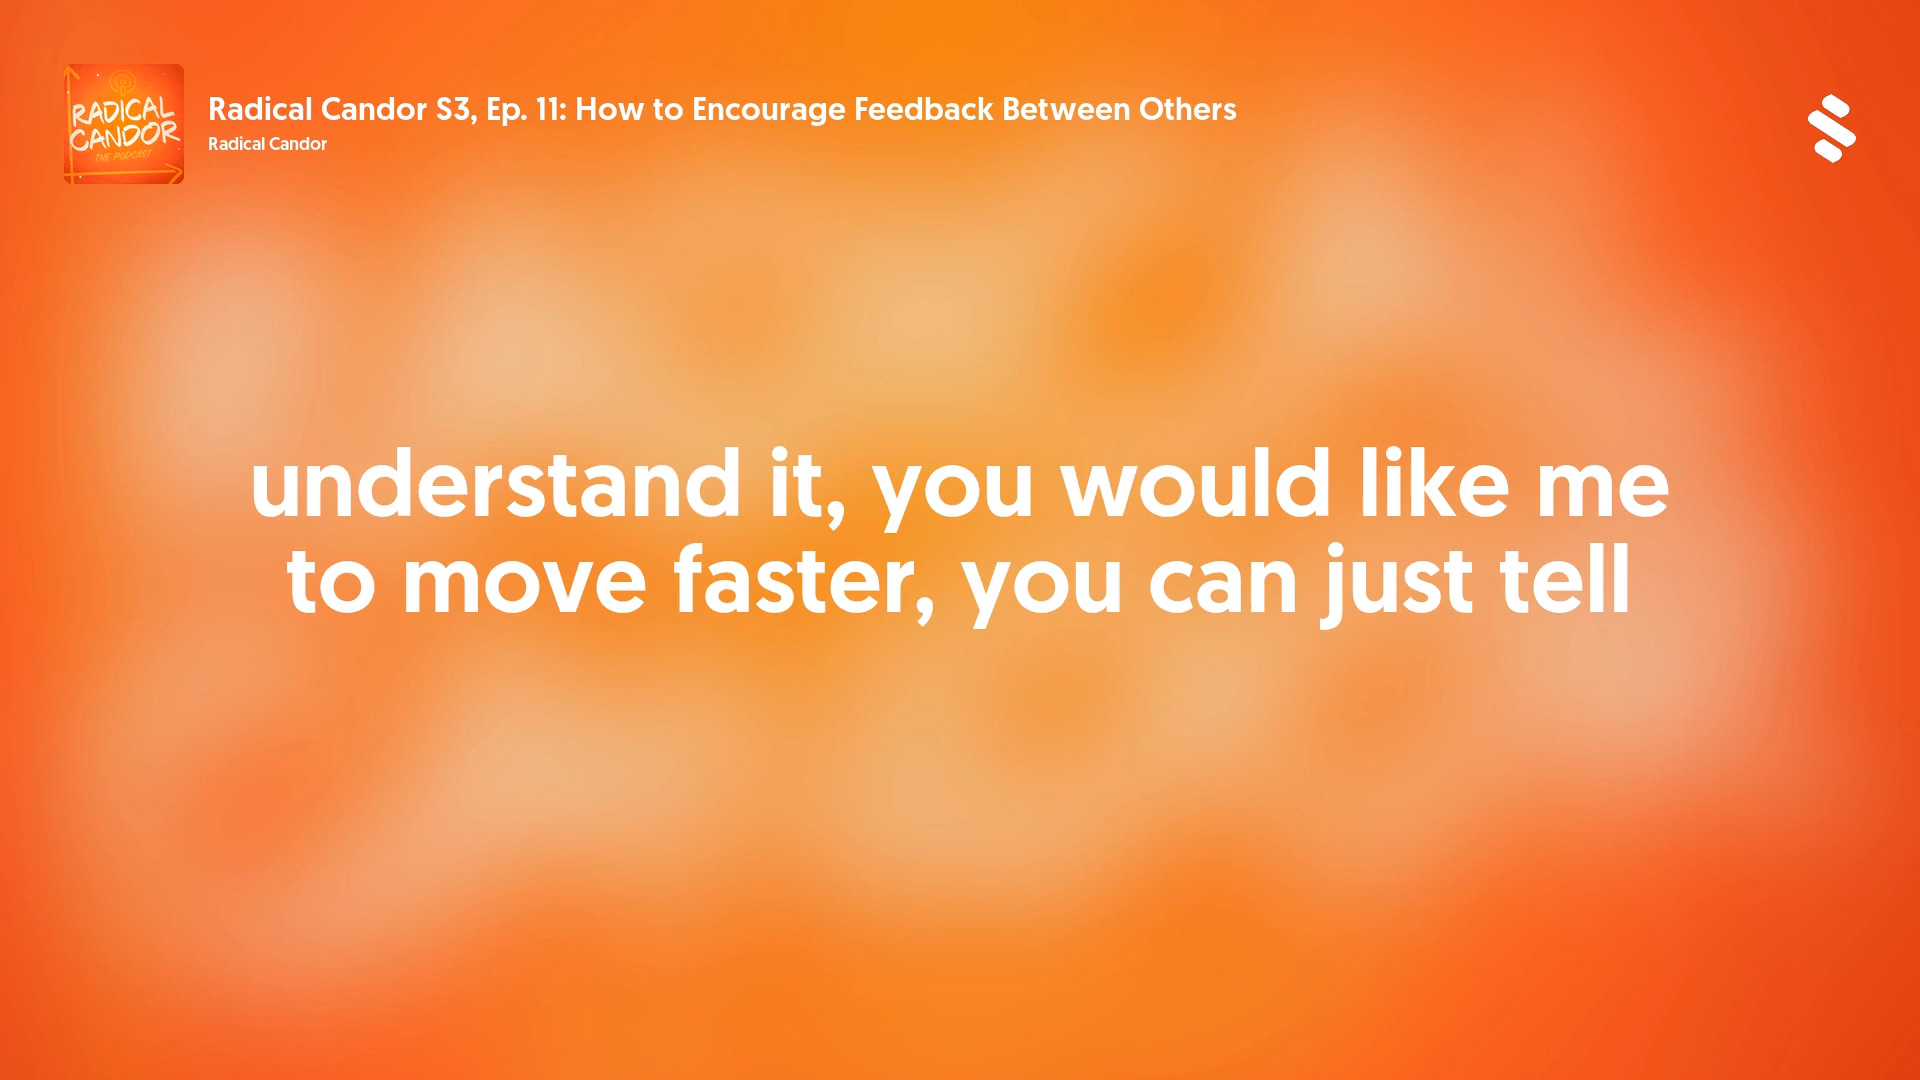 RADICAL
CANDOR
THE PODCAST
Radical Candor S3, Ep. 11: How to Encourage Feedback Between Others
Radical Candor
understand it, you would like me
to move faster, you can just tell